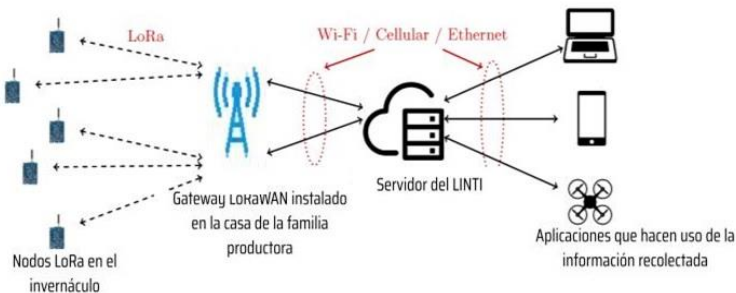 LoRa
Wi-Fi / Cellular / Ethernet
Gateway LoRaWAN instalado
en la casa de la familia
productora
Servidor del LINTI
Nodos LoRa en el
invernáculo
Aplicaciones que hacen uso de la
información recolectada